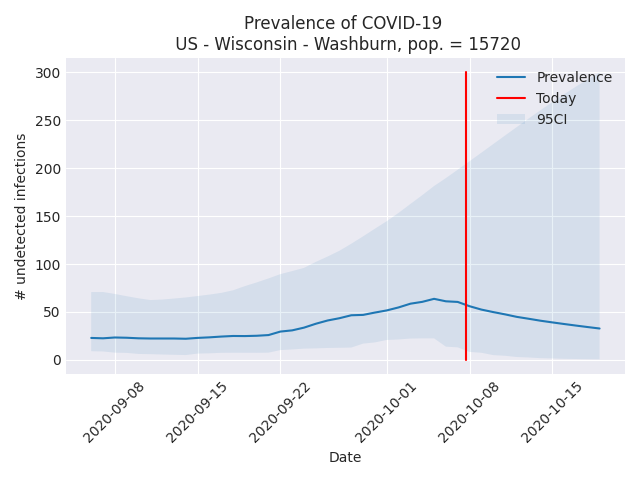 Prevalence of COVID-19
US - Wisconsin - Washburn, pop. = 15720
Prevalence
Today
95CI
# undetected infections
300
250
200
150
100
50
0
2020-09-08
2020-09-15
2020-09-22
2020-10-01
2020-10-08
2020-10-15
Date